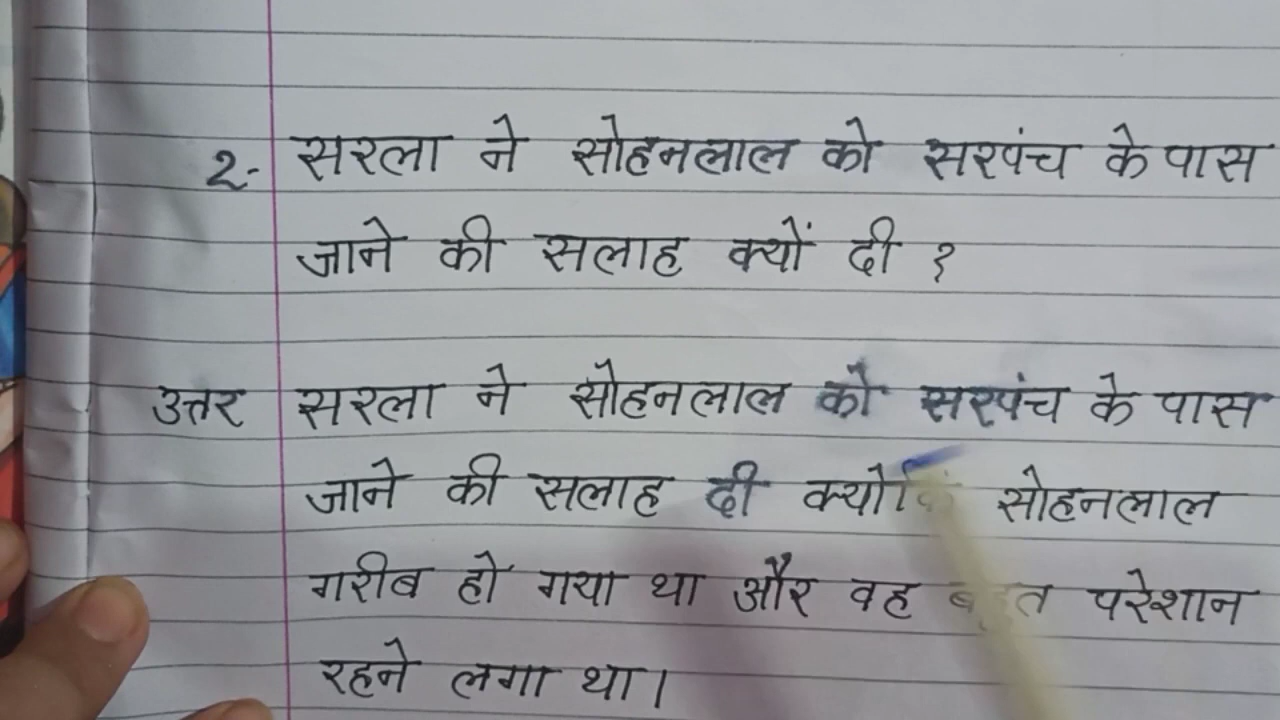 2- सरला ने सोहनलाल को सरपंच के पास
जाने की सलाह क्यों दी ?
उत्तर सरला ने सोहनलाल को सरपंच के पास
जाने की सलाह दी क्योंकि सोहनलाल
गरीब हो गया था और वह बहुत परेशान
रहने लगा था।